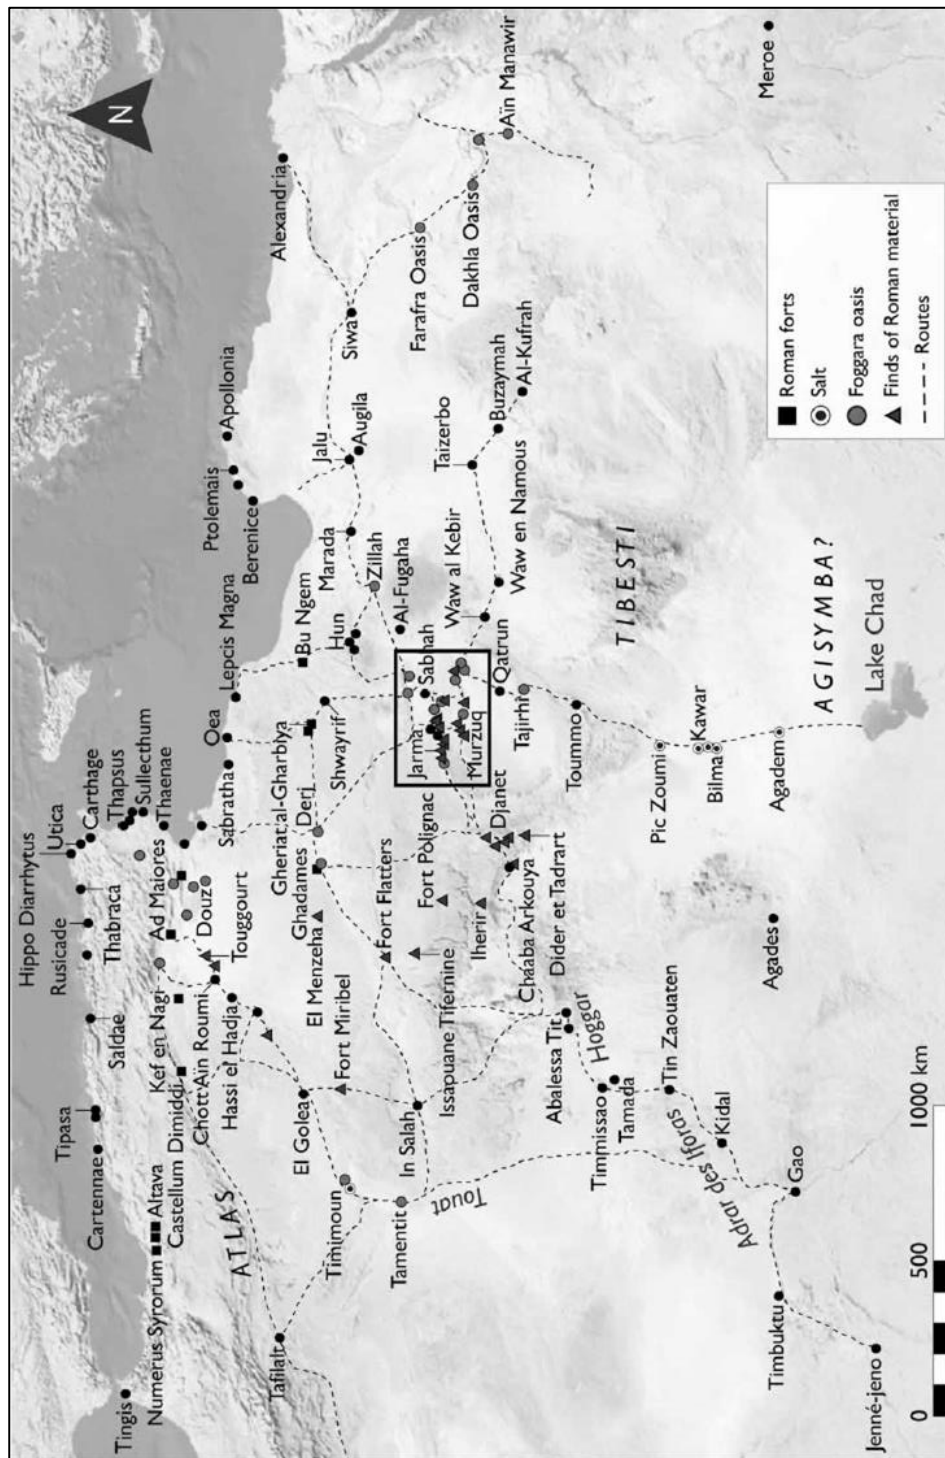 N
Hippo Diarrhytus
Utica
Rusicade
Carthage
Thapsus
Sullecthum
Thaenae
Thabraca
Saldae
Tipasa
Cartennae
Tingis
Numerus Syrorum
Altava
Castellum Dimiddi
Kef en Nagi
Ad Maiores
Douz
Touggourt
Chott Ain Roumi
Hassi el Hadja
ATLAS
Sabratha
Oea
Lepcis Magna
Berenice
Ptolemais
Apollonia
Alexandria
Bu Ngem
Gheriat al-Gharbiya
Derj
Shwayrif
Ghadames
El Menzeha
Fort Miribel
El Golea
Tafilalt
Timimoun
Tamentit
In Salah
Touat
Hun
Marada
Zillah
Jalu
Augila
Siwa
Farafra Oasis
Dakhla Oasis
Aïn Manawir
Al-Fugaha
Sabhah
Jarma
Murzuq
Fort Flatters
Fort Polignac
Issapuane Tifernine
Iherir
Djanet
Chaaba Arkouya
Dider et Tadrart
Waw al Kebir
Waw en Namous
Taizerbo
Buzaymah
Al-Kufrah
Qatrun
Tajirhi
Toummo
TIBESTI
Abalessa
Tit
Hoggar
Timmissao
Tamada
Tin Zaouaten
Adrar des Iforas
Kidal
Gao
Timbuktu
Jenné-jeno
Agades
Pic Zoumi
Kawar
Bilma
Agadem
AGISYMBA?
Lake Chad
Meroe
Roman forts
Salt
Foggara oasis
Finds of Roman material
Routes
0
500
1000 km